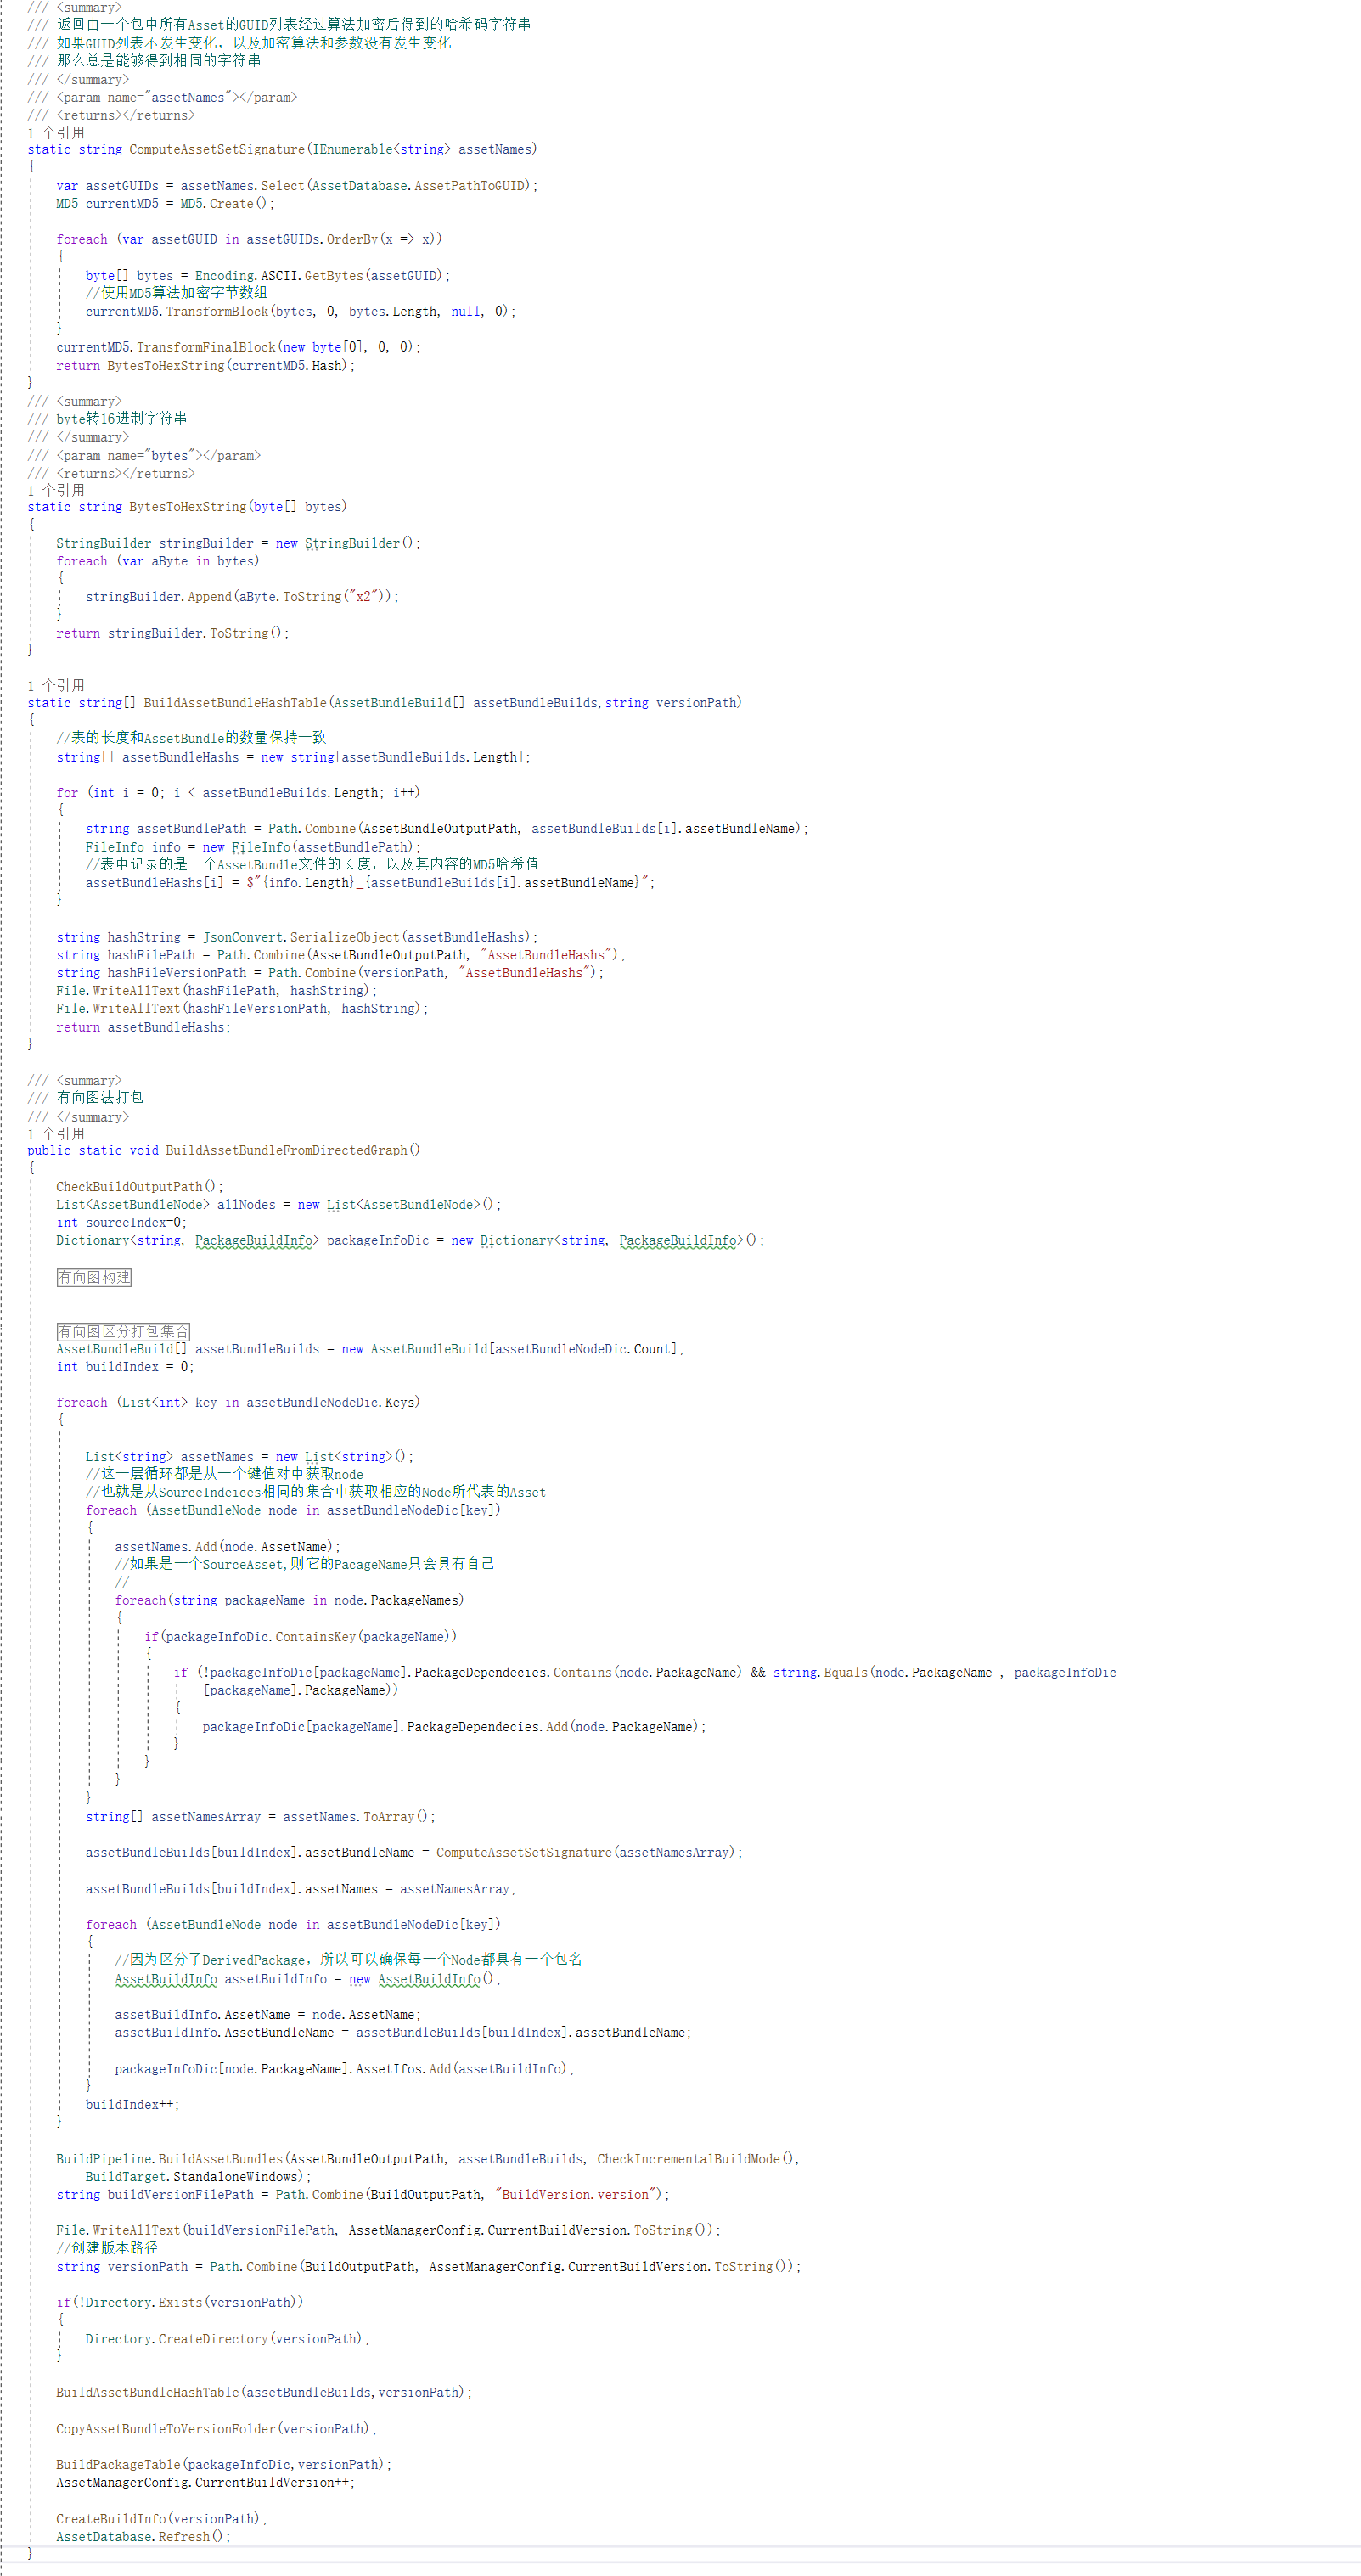 /// <summary>
/// 返回由一个包中所有Asset的GUID列表经过算法加密后得到的哈希码字符串
/// 如果GUID列表不发生变化，以及加密算法和参数没有发生变化
/// 那么总是能够得到相同的字符串
/// </summary>
/// <param name="assetNames"></param>
/// <returns></returns>
1 个引用
static string ComputeAssetSetSignature(IEnumerable<string> assetNames)
{
var assetGUIDs = assetNames.Select(AssetDatabase.AssetPathToGUID);
MD5 currentMD5 = MD5.Create();
foreach (var assetGUID in assetGUIDs.OrderBy(x => x))
{
byte[] bytes = Encoding.ASCII.GetBytes(assetGUID);
//使用MD5算法加密字节数组
currentMD5.TransformBlock(bytes, 0, bytes.Length, null, 0);
}
currentMD5.TransformFinalBlock(new byte[0], 0, 0);
return BytesToHexString(currentMD5.Hash);
}
/// <summary>
/// byte转16进制字符串
/// </summary>
/// <param name="bytes"></param>
/// <returns></returns>
1 个引用
static string BytesToHexString(byte[] bytes)
{
StringBuilder stringBuilder = new StringBuilder();
foreach (var aByte in bytes)
{
stringBuilder.Append(aByte.ToString("x2"));
}
return stringBuilder.ToString();
}
1 个引用
static string[] BuildAssetBundleHashTable(AssetBundleBuild[] assetBundleBuilds,string versionPath)
{
//表的长度和AssetBundle的数量保持一致
string[] assetBundleHashs = new string[assetBundleBuilds.Length];
for (int i = 0; i < assetBundleBuilds.Length; i++)
{
string assetBundlePath = Path.Combine(AssetBundleOutputPath, assetBundleBuilds[i].assetBundleName);
FileInfo info = new FileInfo(assetBundlePath);
//表中记录的是一个AssetBundle文件的长度，以及其内容的MD5哈希值
assetBundleHashs[i] = $"{info.Length}_{assetBundleBuilds[i].assetBundleName}";
}
string hashString = JsonConvert.SerializeObject(assetBundleHashs);
string hashFilePath = Path.Combine(AssetBundleOutputPath, "AssetBundleHashs");
string hashFileVersionPath = Path.Combine(versionPath, "AssetBundleHashs");
File.WriteAllText(hashFilePath, hashString);
File.WriteAllText(hashFileVersionPath, hashString);
return assetBundleHashs;
}
/// <summary>
/// 有向图法打包
/// </summary>
1 个引用
public static void BuildAssetBundleFromDirectedGraph()
{
CheckBuildOutputPath();
List<AssetBundleNode> allNodes = new List<AssetBundleNode>();
int sourceIndex=0;
Dictionary<string, PackageBuildInfo> packageInfoDic = new Dictionary<string, PackageBuildInfo>();
有向图构建
有向图区分打包集合
AssetBundleBuild[] assetBundleBuilds = new AssetBundleBuild[assetBundleNodeDic.Count];
int buildIndex = 0;
foreach (List<int> key in assetBundleNodeDic.Keys)
{
List<string> assetNames = new List<string>();
//这一层循环都是从一个键值对中获取node
//也就是从SourceIndeices相同的集合中获取相应的Node所代表的Asset
foreach (AssetBundleNode node in assetBundleNodeDic[key])
{
assetNames.Add(node.AssetName);
//如果是一个SourceAsset,则它的PacageName只会具有自己
//
foreach(string packageName in node.PackageNames)
{
if(packageInfoDic.ContainsKey(packageName))
{
if (!packageInfoDic[packageName].PackageDependecies.Contains(node.PackageName) && string.Equals(node.PackageName , packageInfoDic
[packageName].PackageName))
{
packageInfoDic[packageName].PackageDependecies.Add(node.PackageName);
}
}
}
}
string[] assetNamesArray = assetNames.ToArray();
assetBundleBuilds[buildIndex].assetBundleName = ComputeAssetSetSignature(assetNamesArray);
assetBundleBuilds[buildIndex].assetNames = assetNamesArray;
foreach (AssetBundleNode node in assetBundleNodeDic[key])
{
//因为区分了DerivedPackage，所以可以确保每一个Node都具有一个包名
AssetBuildInfo assetBuildInfo = new AssetBuildInfo();
assetBuildInfo.AssetName = node.AssetName;
assetBuildInfo.AssetBundleName = assetBundleBuilds[buildIndex].assetBundleName;
packageInfoDic[node.PackageName].AssetIfos.Add(assetBuildInfo);
}
buildIndex++;
}
BuildPipeline.BuildAssetBundles(AssetBundleOutputPath, assetBundleBuilds, CheckIncrementalBuildMode(),
BuildTarget.StandaloneWindows);
string buildVersionFilePath = Path.Combine(BuildOutputPath, "BuildVersion.version");
File.WriteAllText(buildVersionFilePath, AssetManagerConfig.CurrentBuildVersion.ToString());
//创建版本路径
string versionPath = Path.Combine(BuildOutputPath, AssetManagerConfig.CurrentBuildVersion.ToString());
if(!Directory.Exists(versionPath))
{
Directory.CreateDirectory(versionPath);
}
BuildAssetBundleHashTable(assetBundleBuilds,versionPath);
CopyAssetBundleToVersionFolder(versionPath);
BuildPackageTable(packageInfoDic,versionPath);
AssetManagerConfig.CurrentBuildVersion++;
CreateBuildInfo(versionPath);
AssetDatabase.Refresh();
}